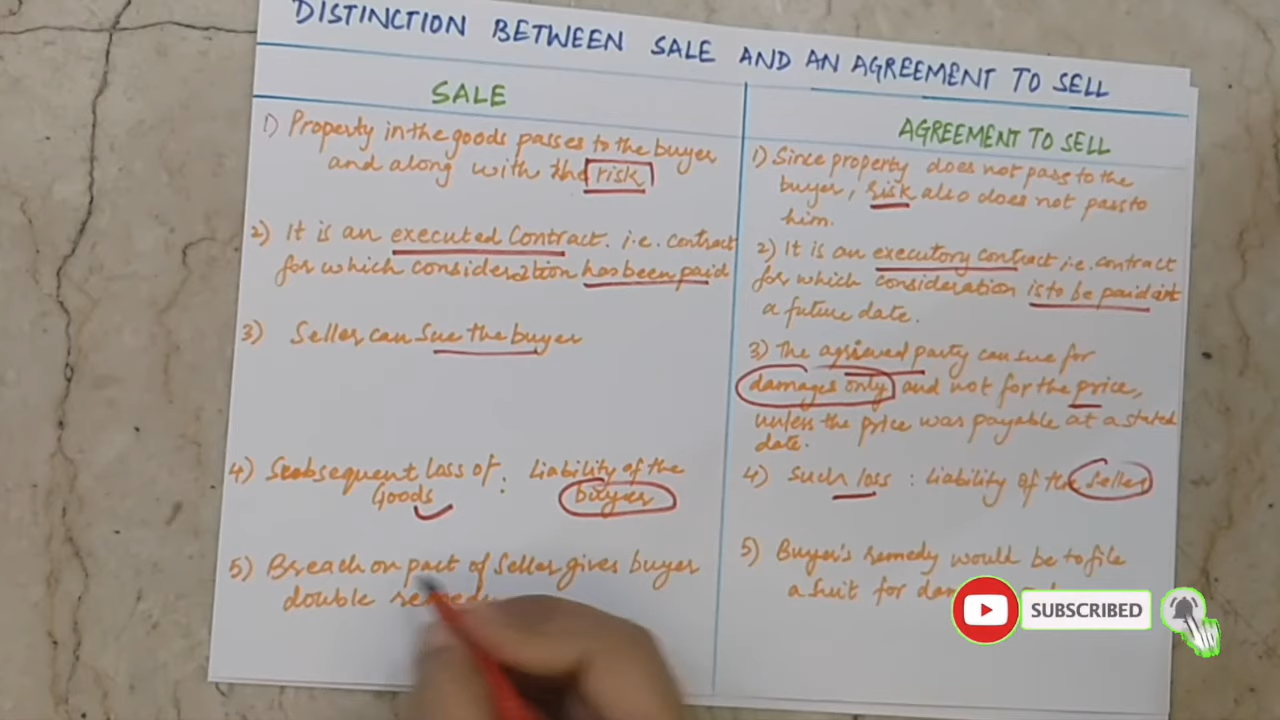 DISTINCTION BETWEEN SALE AND AN AGREEMENT TO SELL
SALE
1) Property in the goods passes to the buyer
and along with the risk
2) It is an executed Contract. i.e. contract
for which consideration has been paid
3) Seller can Sue the buyer
4) Subsequent loss of : Liability of the
Goods buyer
5) Breach on part of Seller gives buyer
double
AGREEMENT TO SELL
1) Since property does not pass to the
buyer, risk also does not pass to
him.
2) It is an executory contract i.e. contract
for which consideration is to be paid at
a future date.
3) The agrieved party can sue for
damages only and not for the price,
unless the price was payable at a stated
date.
4) Such loss : Liability of the Seller
5) Buyer's remedy would be to file
a Suit for
SUBSCRIBED